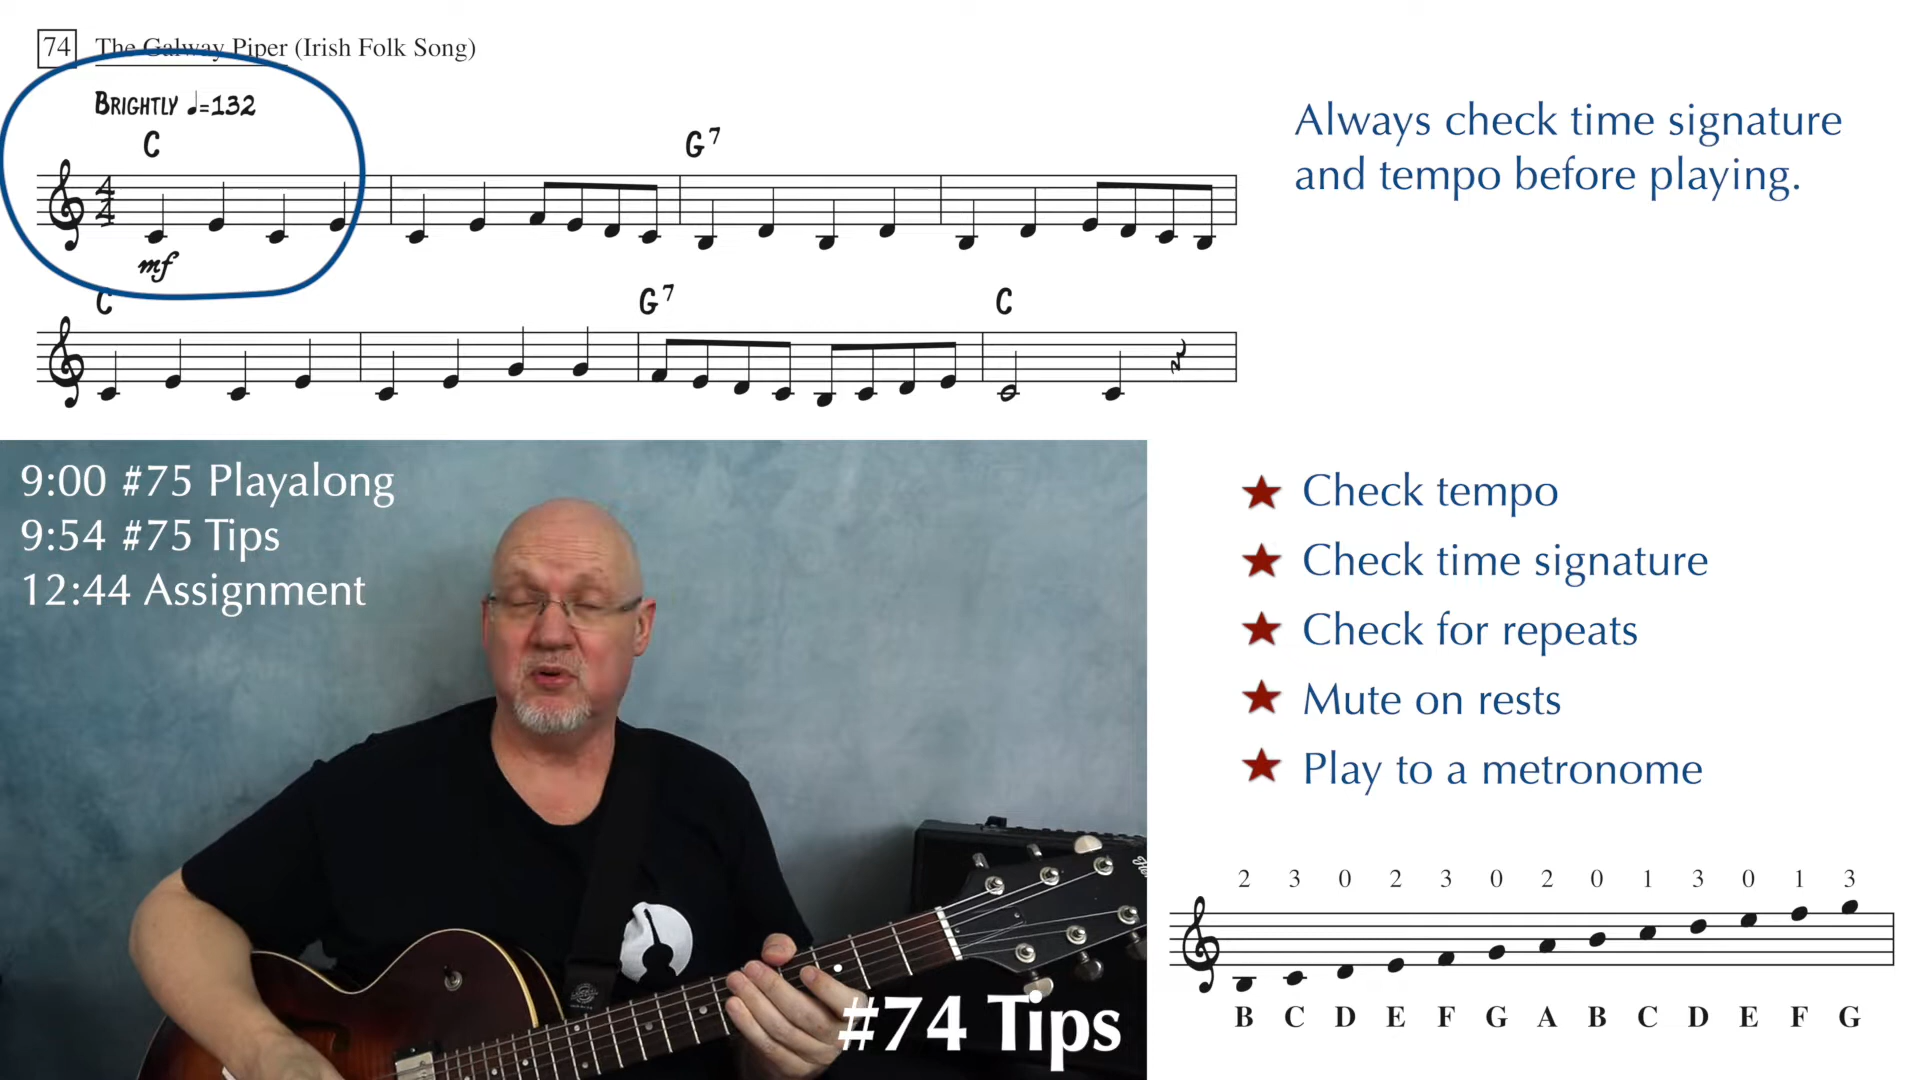 74 The Galway Piper (Irish Folk Song)
BRIGHTLY ♩=132
C G7
4
4
mf
C G7 C
Always check time signature
and tempo before playing.
9:00 #75 Playalong
9:54 #75 Tips
12:44 Assignment
#74 Tips
★ Check tempo
★ Check time signature
★ Check for repeats
★ Mute on rests
★ Play to a metronome
2 3 0 2 3 0 2 0 1 3 0 1 3
B C D E F G A B C D E F G